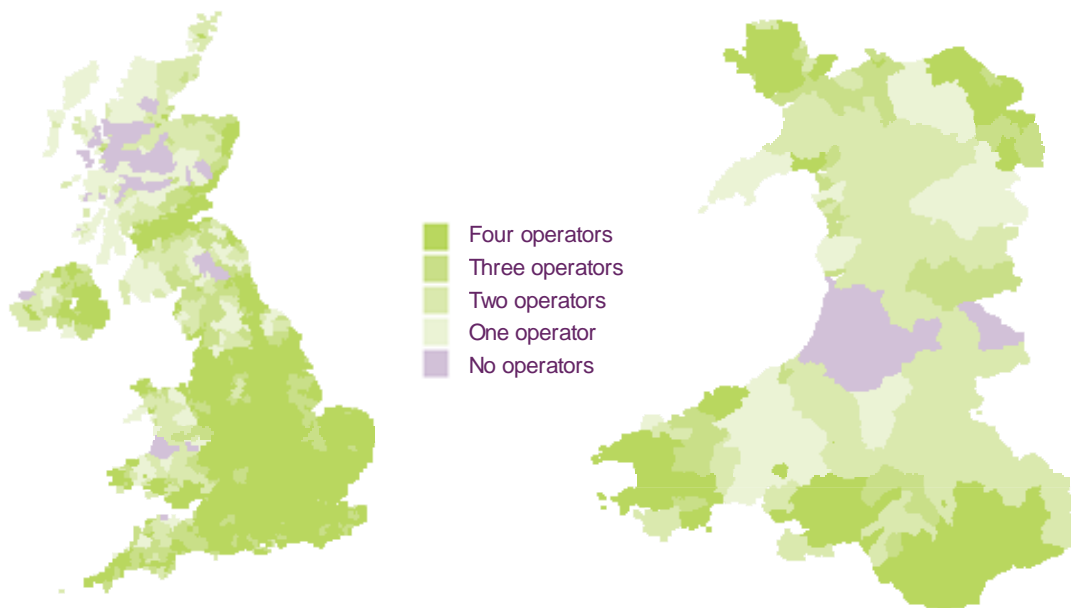 Four operators
Three operators
Two operators
One operator
No operators